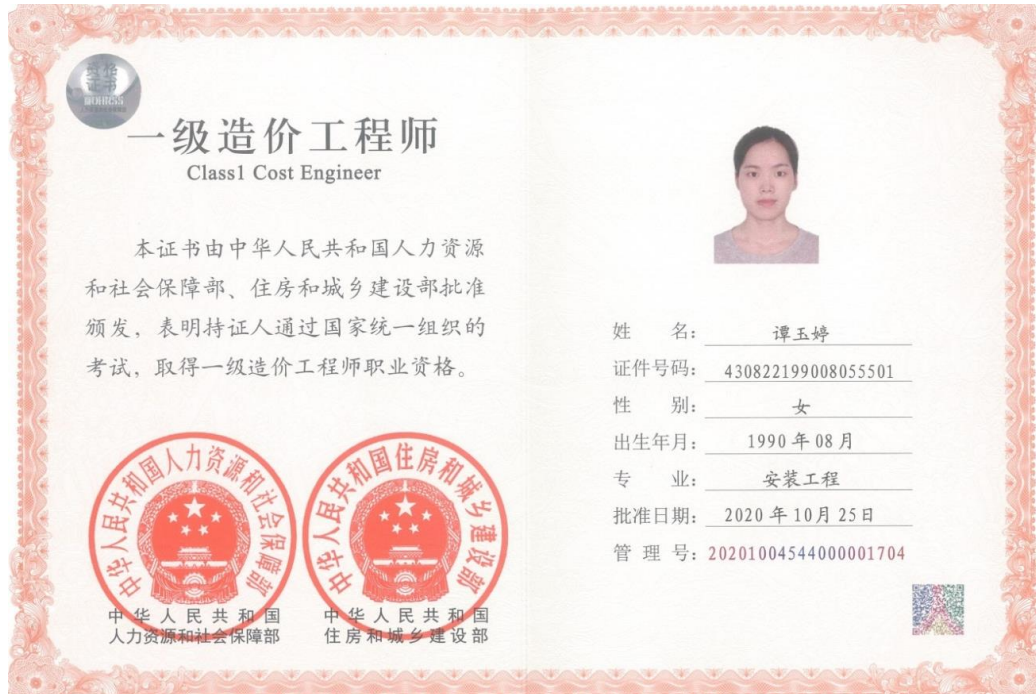 资格
证书
一级造价工程师
Class1 Cost Engineer
本证书由中华人民共和国人力资源
和社会保障部、住房和城乡建设部批准
颁发，表明持证人通过国家统一组织的
考试，取得一级造价工程师职业资格。
中华人民共和国人力资源和社会保障部
中华人民共和国住房和城乡建设部
中华人民共和国
人力资源和社会保障部
中华人民共和国
住房和城乡建设部
姓 名：谭玉婷
证件号码：430822199008055501
性 别：女
出生年月：1990年08月
专 业：安装工程
批准日期：2020年10月25日
管 理 号：20201004544000001704